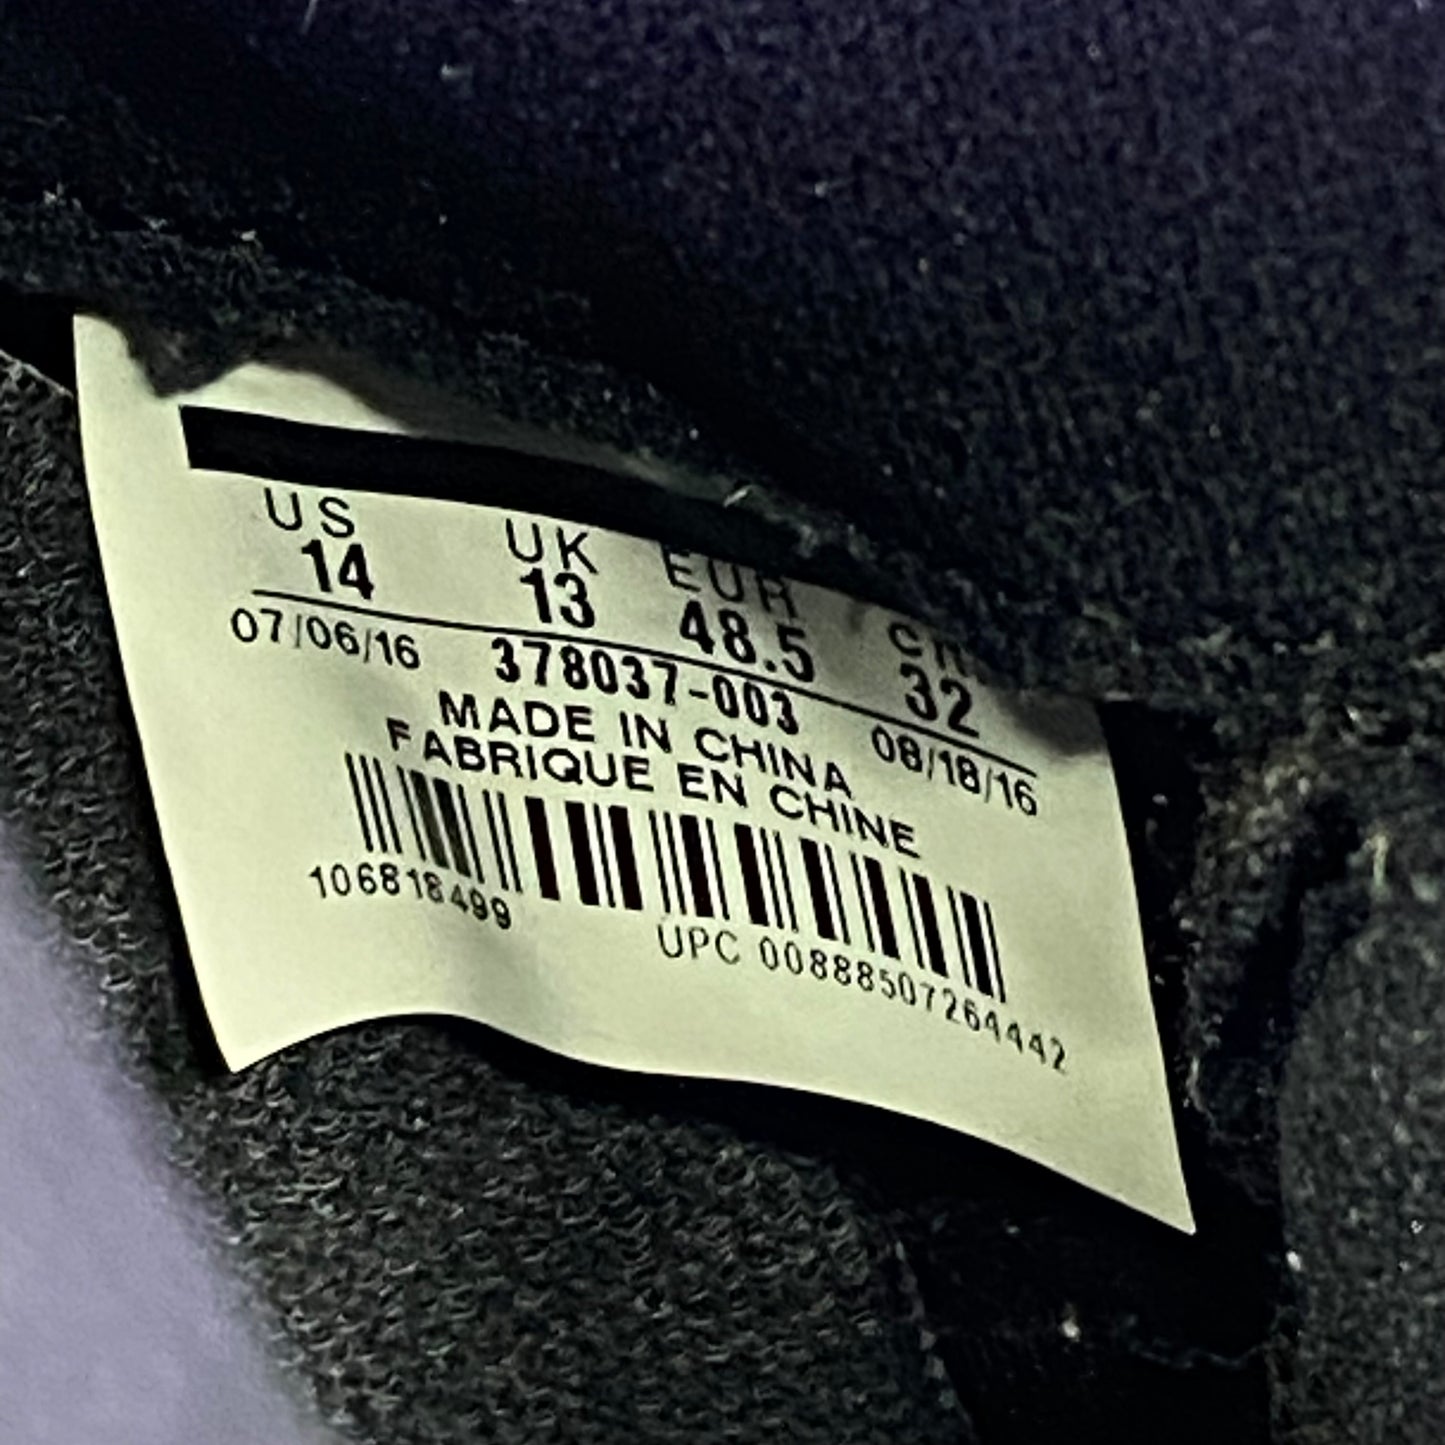 US UK EUR
14 13 48.5 32
07/06/16 378037-003 08/18/16
MADE IN CHINA
FABRIQUE EN CHINE
106818499 UPC 00888507264442